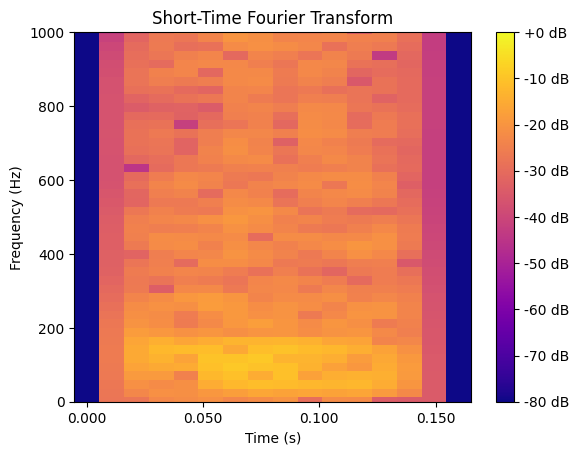 Short-Time Fourier Transform
1000
800
600
400
200
0
Frequency (Hz)
0.000
0.050
0.100
0.150
Time (s)
+0 dB
-10 dB
-20 dB
-30 dB
-40 dB
-50 dB
-60 dB
-70 dB
-80 dB